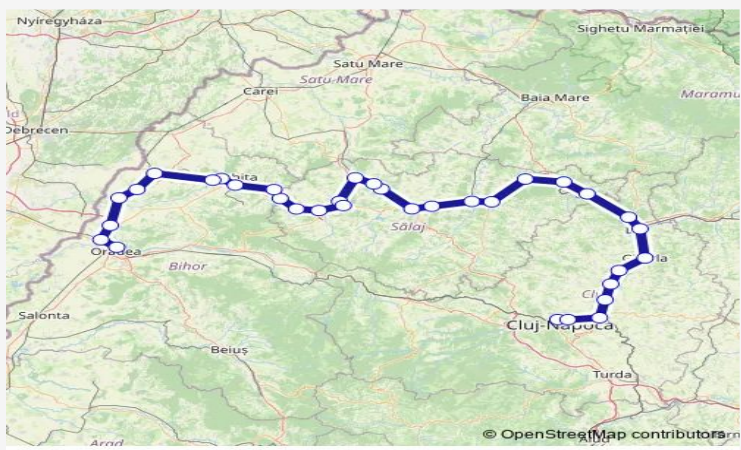 Nyíregyháza
Sighetu Marmației
Satu Mare
Satu-Mare
Carei
Baia Mare
Maramu
Debrecen
Sălaj
Oradea
Bihor
Salonta
Cluj-Napoca
Beiuș
Turda
Arad
© OpenStreetMap contributors